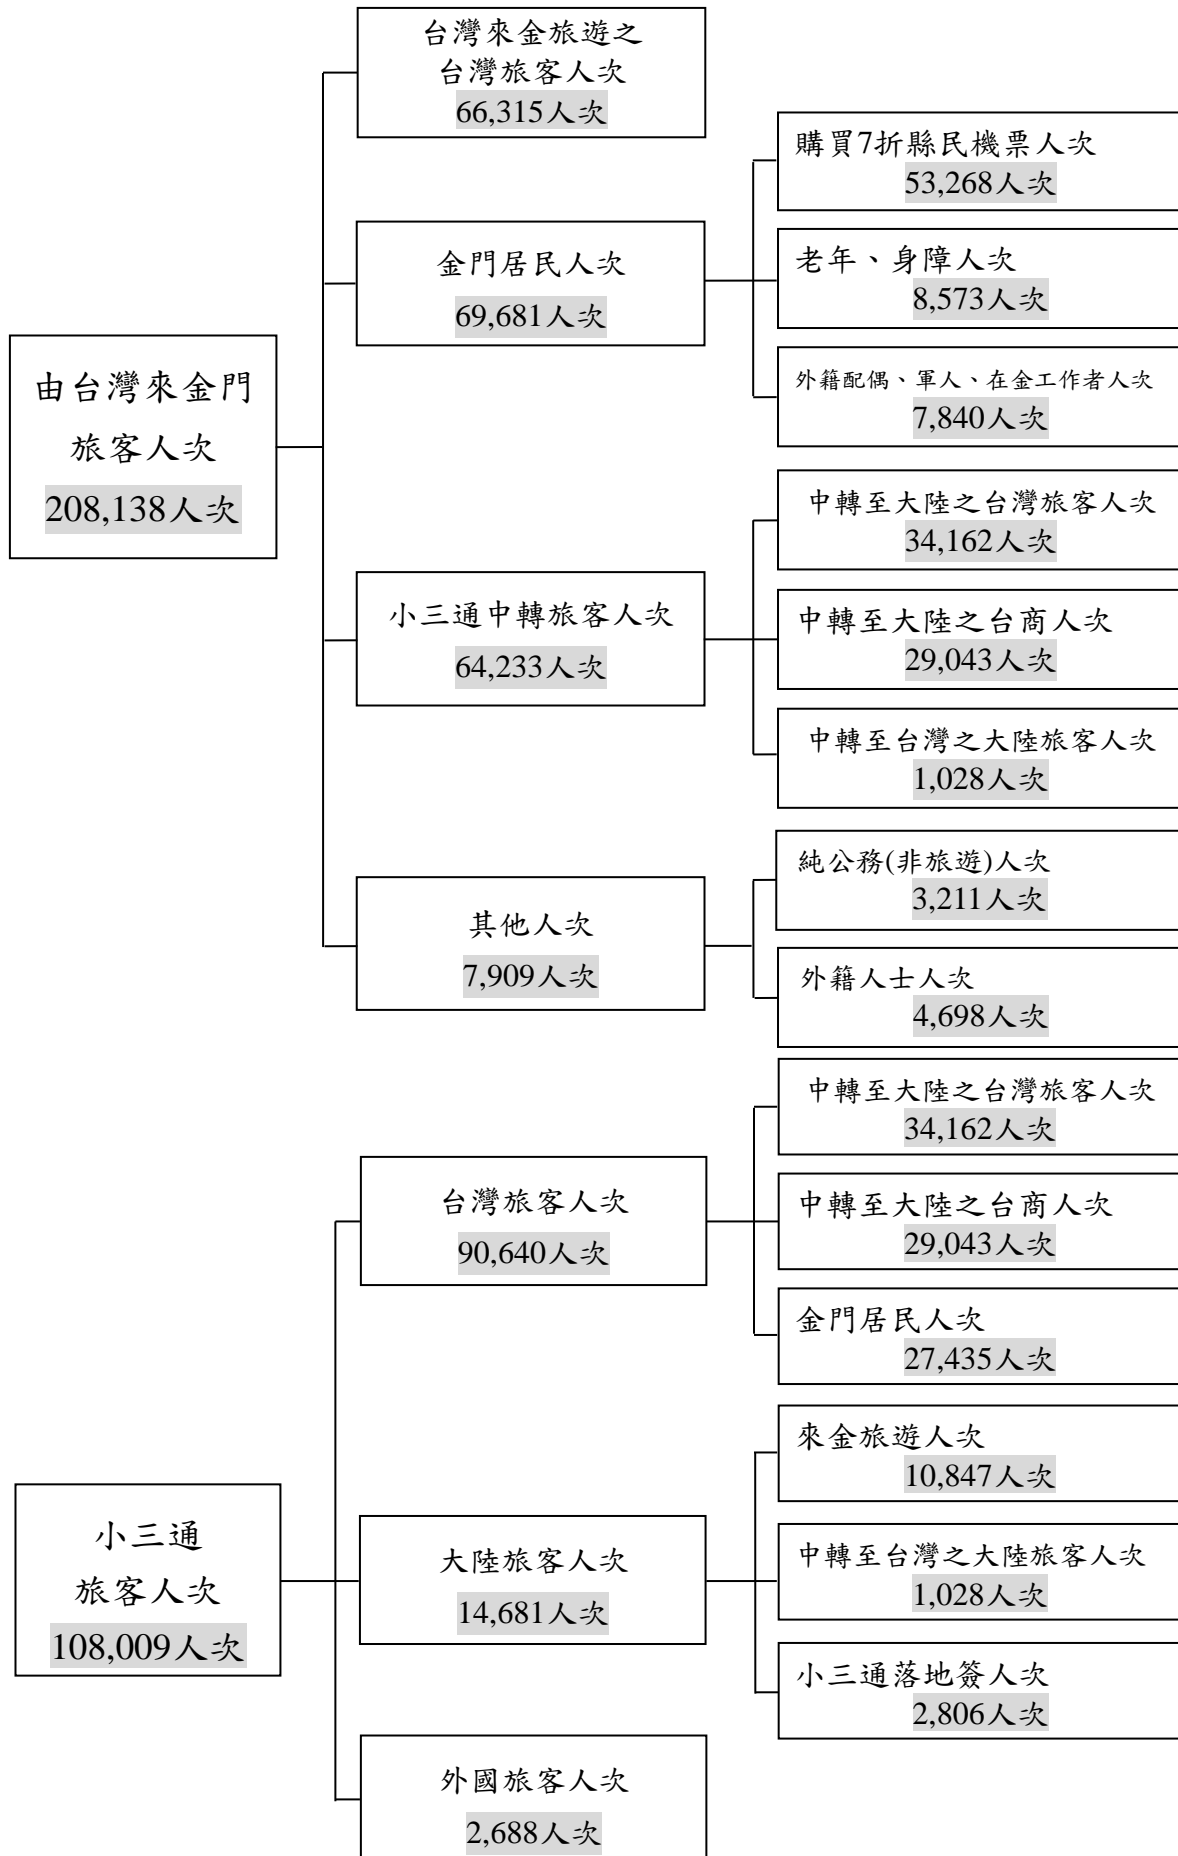 由台灣來金門
旅客人次
208,138人次
台灣來金旅遊之
台灣旅客人次
66,315人次
金門居民人次
69,681人次
購買7折縣民機票人次
53,268人次
老年、身障人次
8,573人次
外籍配偶、軍人、在金工作者人次
7,840人次
小三通中轉旅客人次
64,233人次
中轉至大陸之台灣旅客人次
34,162人次
中轉至大陸之台商人次
29,043人次
中轉至台灣之大陸旅客人次
1,028人次
其他人次
7,909人次
純公務(非旅遊)人次
3,211人次
外籍人士人次
4,698人次
小三通
旅客人次
108,009人次
台灣旅客人次
90,640人次
中轉至大陸之台灣旅客人次
34,162人次
中轉至大陸之台商人次
29,043人次
金門居民人次
27,435人次
大陸旅客人次
14,681人次
來金旅遊人次
10,847人次
中轉至台灣之大陸旅客人次
1,028人次
小三通落地簽人次
2,806人次
外國旅客人次
2,688人次